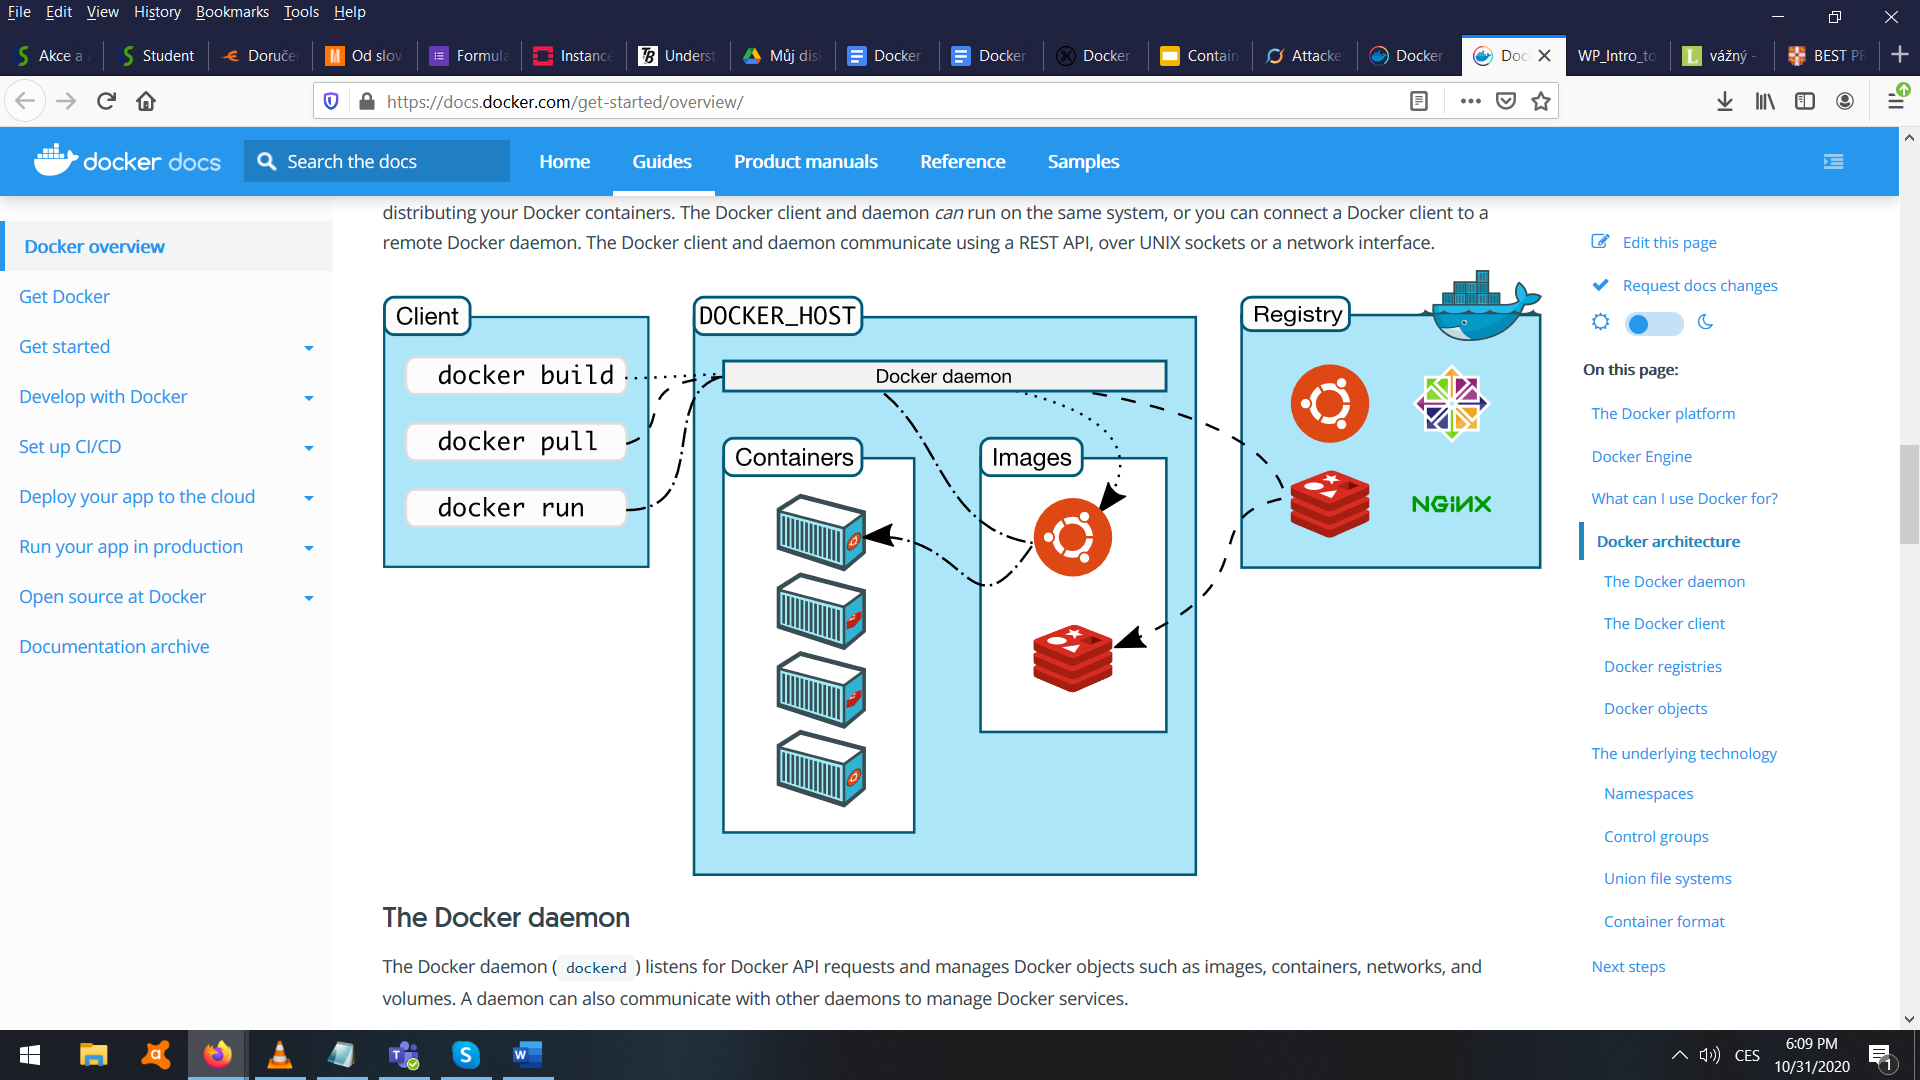 File Edit View History Bookmarks Tools Help
Akce a a
Student
Doruče
Od slov
Formulá
Instance
Underst
Můj disk
Docker
Docker
Docker
Contain
Attacke
Docker
Doc
WP_Intro_to
vážný -
BEST PR
https://docs.docker.com/get-started/overview/
docker docs
Search the docs
Home
Guides
Product manuals
Reference
Samples
Docker overview
Get Docker
Get started
Develop with Docker
Set up CI/CD
Deploy your app to the cloud
Run your app in production
Open source at Docker
Documentation archive
distributing your Docker containers. The Docker client and daemon can run on the same system, or you can connect a Docker client to a
remote Docker daemon. The Docker client and daemon communicate using a REST API, over UNIX sockets or a network interface.
Client
docker build
docker pull
docker run
DOCKER_HOST
Docker daemon
Containers
Images
Registry
NGINX
The Docker daemon
The Docker daemon ( dockerd ) listens for Docker API requests and manages Docker objects such as images, containers, networks, and
volumes. A daemon can also communicate with other daemons to manage Docker services.
Edit this page
Request docs changes
On this page:
The Docker platform
Docker Engine
What can I use Docker for?
Docker architecture
The Docker daemon
The Docker client
Docker registries
Docker objects
The underlying technology
Namespaces
Control groups
Union file systems
Container format
Next steps
CES
6:09 PM
10/31/2020
1